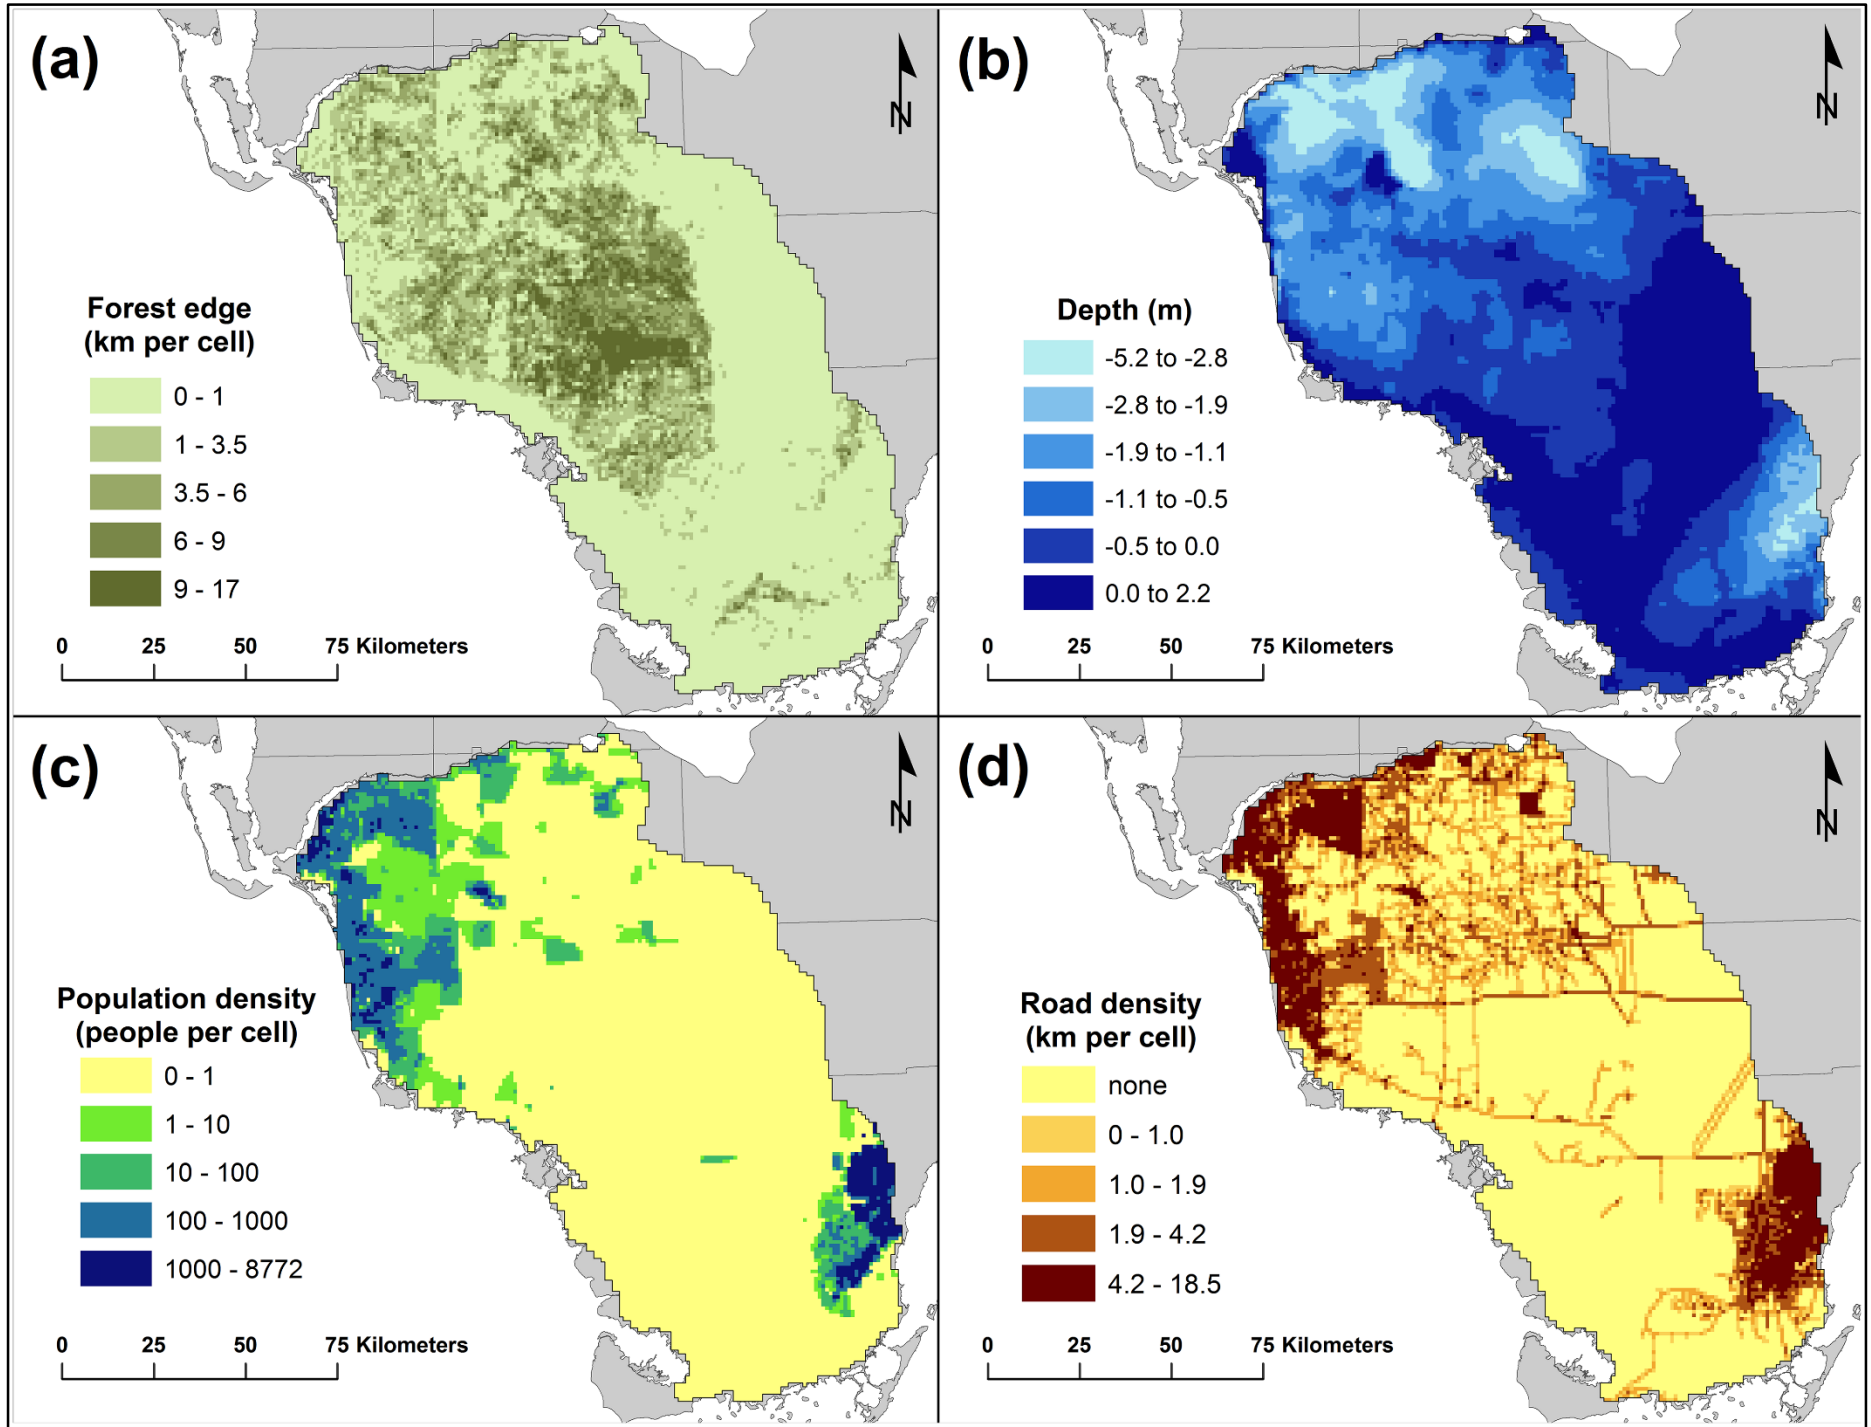 (a)
N
Forest edge
(km per cell)
0 - 1
1 - 3.5
3.5 - 6
6 - 9
9 - 17
0 25 50 75 Kilometers
(b)
N
Depth (m)
-5.2 to -2.8
-2.8 to -1.9
-1.9 to -1.1
-1.1 to -0.5
-0.5 to 0.0
0.0 to 2.2
0 25 50 75 Kilometers
(c)
N
Population density
(people per cell)
0 - 1
1 - 10
10 - 100
100 - 1000
1000 - 8772
0 25 50 75 Kilometers
(d)
N
Road density
(km per cell)
none
0 - 1.0
1.0 - 1.9
1.9 - 4.2
4.2 - 18.5
0 25 50 75 Kilometers